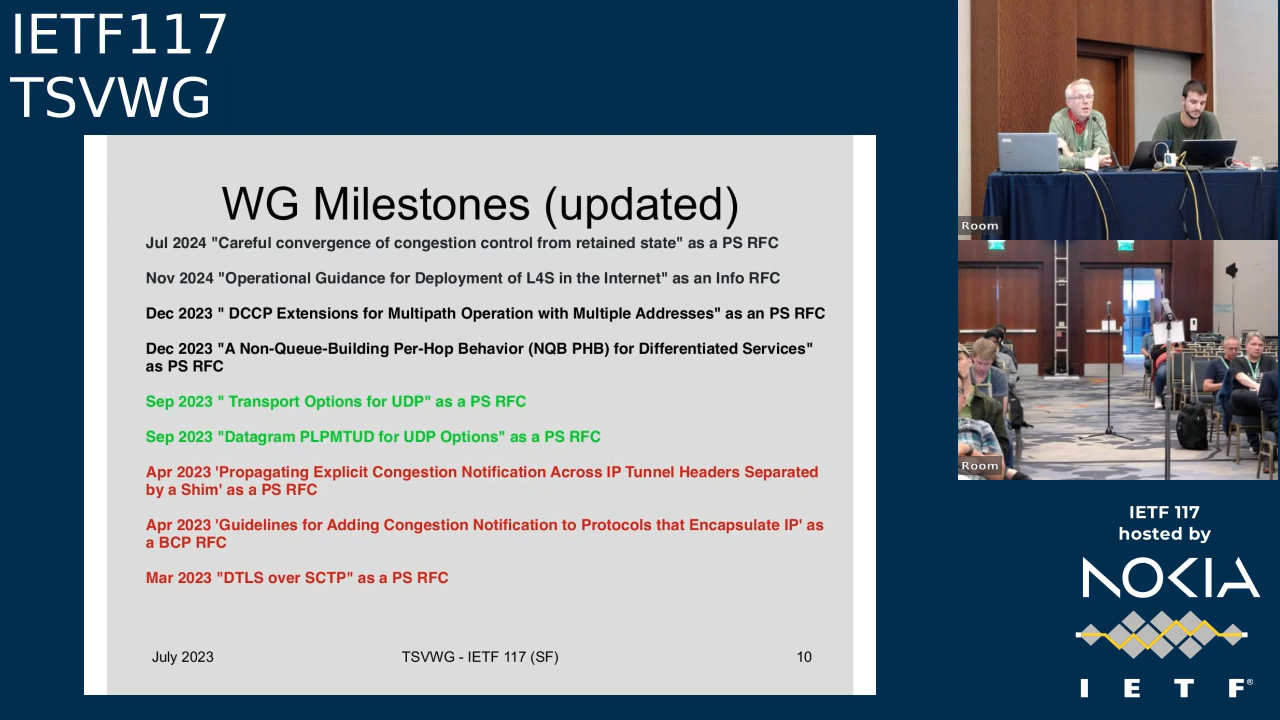 IETF117
TSVWG
WG Milestones (updated)
Jul 2024 "Careful convergence of congestion control from retained state" as a PS RFC
Nov 2024 "Operational Guidance for Deployment of L4S in the Internet" as an Info RFC
Dec 2023 " DCCP Extensions for Multipath Operation with Multiple Addresses" as an PS RFC
Dec 2023 "A Non-Queue-Building Per-Hop Behavior (NQB PHB) for Differentiated Services"
as PS RFC
Sep 2023 " Transport Options for UDP" as a PS RFC
Sep 2023 "Datagram PLPMTUD for UDP Options" as a PS RFC
Apr 2023 'Propagating Explicit Congestion Notification Across IP Tunnel Headers Separated
by a Shim' as a PS RFC
Apr 2023 'Guidelines for Adding Congestion Notification to Protocols that Encapsulate IP' as
a BCP RFC
Mar 2023 "DTLS over SCTP" as a PS RFC
July 2023
TSVWG - IETF 117 (SF)
10
Room
Room
IETF 117
hosted by
NOKIA
I E T F®